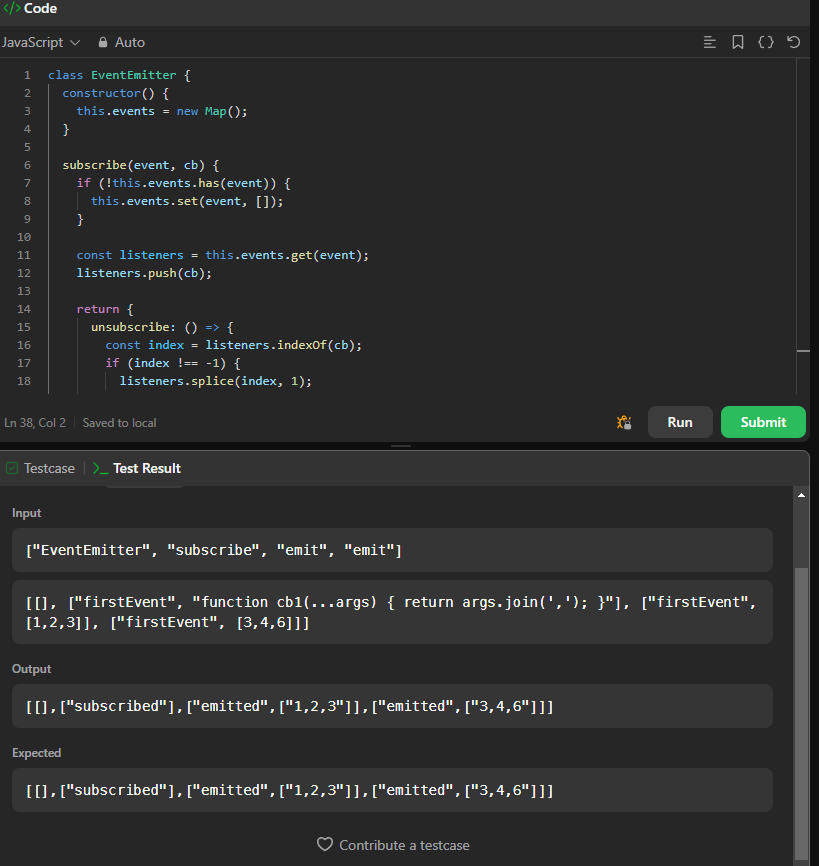 </> Code
JavaScript Auto
1 class EventEmitter {
2 constructor() {
3 this.events = new Map();
4 }
5
6 subscribe(event, cb) {
7 if (!this.events.has(event)) {
8 this.events.set(event, []);
9 }
10
11 const listeners = this.events.get(event);
12 listeners.push(cb);
13
14 return {
15 unsubscribe: () => {
16 const index = listeners.indexOf(cb);
17 if (index !== -1) {
18 listeners.splice(index, 1);
Ln 38, Col 2 Saved to local Run Submit
Testcase >_ Test Result
Input
["EventEmitter", "subscribe", "emit", "emit"]
[[], ["firstEvent", "function cb1(...args) { return args.join(','); }"], ["firstEvent",
[1,2,3]], ["firstEvent", [3,4,6]]]
Output
[[],["subscribed"],["emitted",["1,2,3"]],["emitted",["3,4,6"]]]
Expected
[[],["subscribed"],["emitted",["1,2,3"]],["emitted",["3,4,6"]]]
Contribute a testcase